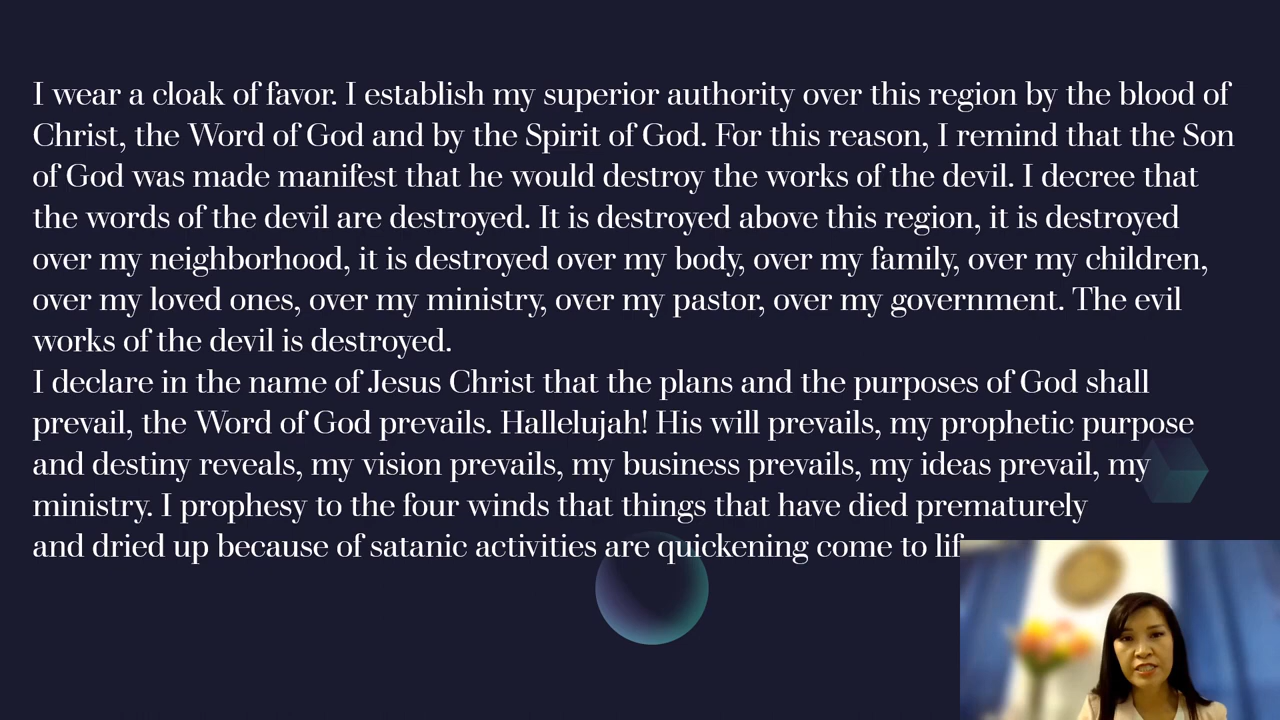 I wear a cloak of favor. I establish my superior authority over this region by the blood of
Christ, the Word of God and by the Spirit of God. For this reason, I remind that the Son
of God was made manifest that he would destroy the works of the devil. I decree that
the words of the devil are destroyed. It is destroyed above this region, it is destroyed
over my neighborhood, it is destroyed over my body, over my family, over my children,
over my loved ones, over my ministry, over my pastor, over my government. The evil
works of the devil is destroyed.
I declare in the name of Jesus Christ that the plans and the purposes of God shall
prevail, the Word of God prevails. Hallelujah! His will prevails, my prophetic purpose
and destiny reveals, my vision prevails, my business prevails, my ideas prevail, my
ministry. I prophesy to the four winds that things that have died prematurely
and dried up because of satanic activities are quickening come to